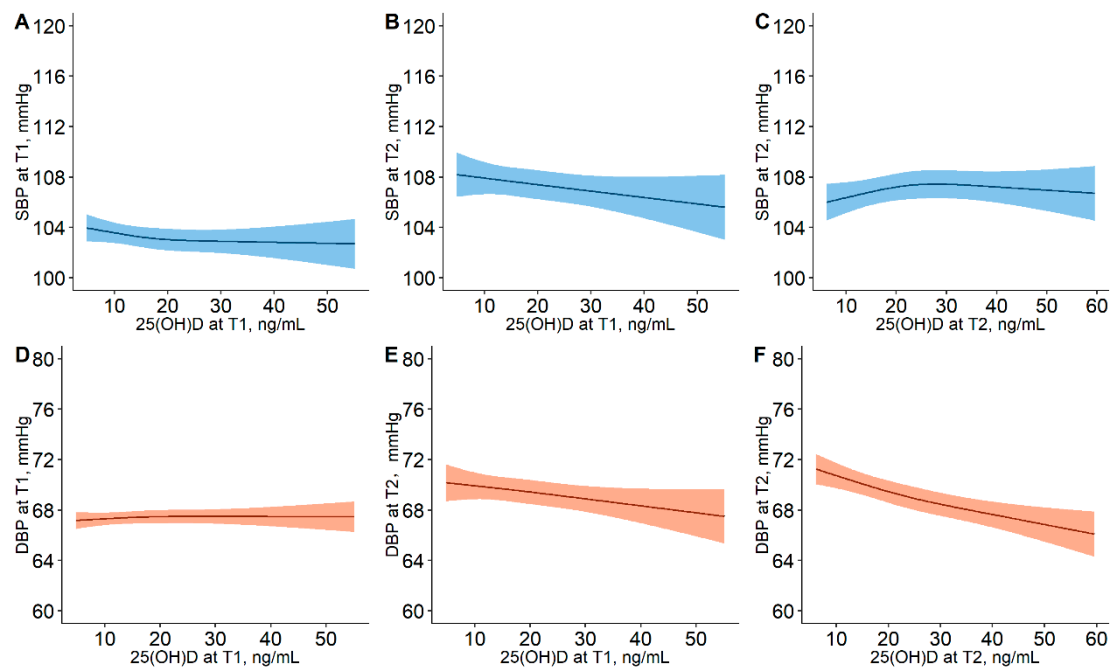 A
SBP at T1, mmHg
120
116
112
108
104
100
10 20 30 40 50
25(OH)D at T1, ng/mL
B
SBP at T2, mmHg
120
116
112
108
104
100
10 20 30 40 50
25(OH)D at T1, ng/mL
C
SBP at T2, mmHg
120
116
112
108
104
100
10 20 30 40 50 60
25(OH)D at T2, ng/mL
D
DBP at T1, mmHg
80
76
72
68
64
60
10 20 30 40 50
25(OH)D at T1, ng/mL
E
DBP at T2, mmHg
80
76
72
68
64
60
10 20 30 40 50
25(OH)D at T1, ng/mL
F
DBP at T2, mmHg
80
76
72
68
64
60
10 20 30 40 50 60
25(OH)D at T2, ng/mL